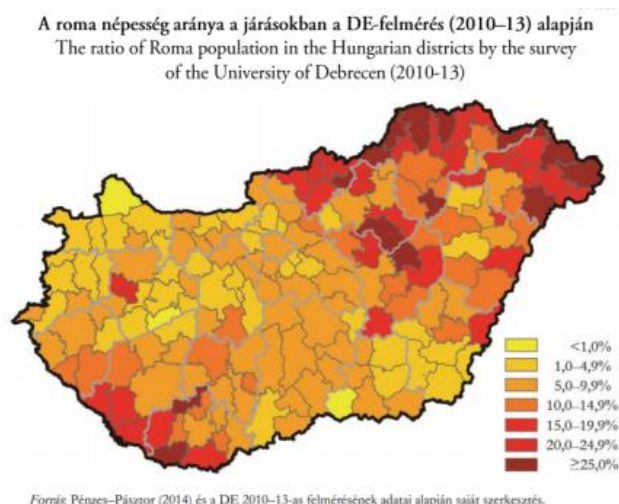 A roma népesség aránya a járásokban a DE-felmérés (2010–13) alapján
The ratio of Roma population in the Hungarian districts by the survey
of the University of Debrecen (2010-13)
<1,0%
1,0–4,9%
5,0–9,9%
10,0–14,9%
15,0–19,9%
20,0–24,9%
≥25,0%
Forrás: Pénzes–Pásztor (2014) és a DE 2010–13-as felmérésének adatai alapján saját szerkesztés.